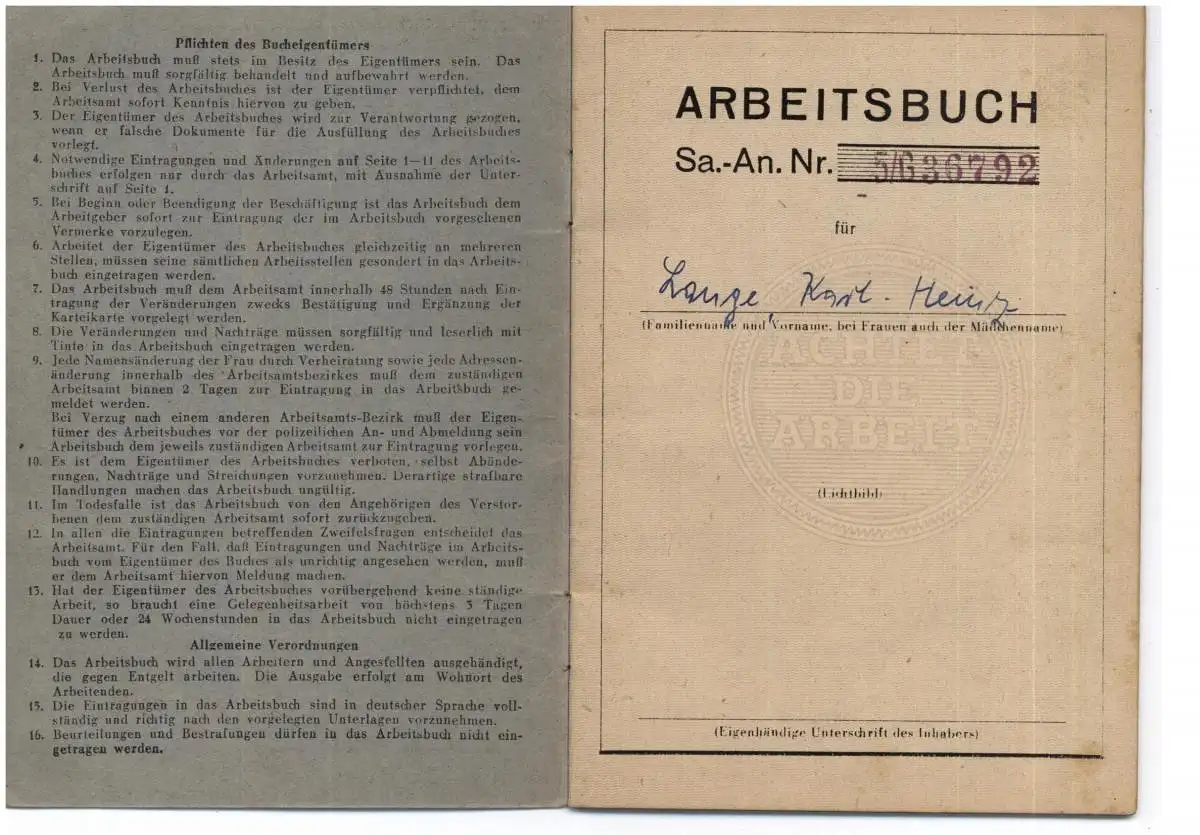 Pflichten des Bucheigentümers
1. Das Arbeitsbuch muß stets im Besitz des Eigentümers sein. Das
Arbeitsbuch muß sorgfältig behandelt und aufbewahrt werden.
2. Bei Verlust des Arbeitsbuches ist der Eigentümer verpflichtet, dem
Arbeitsamt sofort Kenntnis hiervon zu geben.
3. Der Eigentümer des Arbeitsbuches wird zur Verantwortung gezogen,
wenn er falsche Dokumente für die Ausfüllung des Arbeitsbuches
vorlegt.
4. Notwendige Eintragungen und Änderungen auf Seite 1—11 des Arbeits-
buches erfolgen nur durch das Arbeitsamt, mit Ausnahme der Unter-
schrift auf Seite 1.
5. Bei Beginn oder Beendigung der Beschäftigung ist das Arbeitsbuch dem
Arbeitgeber sofort zur Eintragung der im Arbeitsbuch vorgesehenen
Vermerke vorzulegen.
6. Arbeitet der Eigentümer des Arbeitsbuches gleichzeitig an mehreren
Stellen, müssen seine sämtlichen Arbeitsstellen gesondert in das Arbeits-
buch eingetragen werden.
7. Das Arbeitsbuch muß dem Arbeitsamt innerhalb 48 Stunden nach Ein-
tragung der Veränderungen zwecks Bestätigung und Ergänzung der
Karteikarte vorgelegt werden.
8. Die Veränderungen und Nachträge müssen sorgfältig und leserlich mit
Tinte in das Arbeitsbuch eingetragen werden.
9. Jede Namensänderung der Frau durch Verheiratung sowie jede Adressen-
änderung innerhalb des Arbeitsamtsbezirkes muß dem zuständigen
Arbeitsamt binnen 2 Tagen zur Eintragung in das Arbeitsbuch ge-
meldet werden.
Bei Verzug nach einem anderen Arbeitsamts-Bezirk muß der Eigen-
tümer des Arbeitsbuches vor der polizeilichen An- und Abmeldung sein
Arbeitsbuch dem jeweils zuständigen Arbeitsamt zur Eintragung vorlegen.
10. Es ist dem Eigentümer des Arbeitsbuches verboten, selbst Abände-
rungen, Nachträge und Streichungen vorzunehmen. Derartige strafbare
Handlungen machen das Arbeitsbuch ungültig.
11. Im Todesfalle ist das Arbeitsbuch von den Angehörigen des Verstor-
benen dem zuständigen Arbeitsamt sofort zurückzugeben.
12. In allen die Eintragungen betreffenden Zweifelsfragen entscheidet das
Arbeitsamt. Für den Fall, daß Eintragungen und Nachträge im Arbeits-
buch vom Eigentümer des Buches als unrichtig angesehen werden, muß
er dem Arbeitsamt hiervon Meldung machen.
13. Hat der Eigentümer des Arbeitsbuches vorübergehend keine ständige
Arbeit, so braucht eine Gelegenheitsarbeit von höchstens 3 Tagen
Dauer oder 24 Wochenstunden in das Arbeitsbuch nicht eingetragen
zu werden.
Allgemeine Verordnungen
14. Das Arbeitsbuch wird allen Arbeitern und Angestellten ausgehändigt,
die gegen Entgelt arbeiten. Die Ausgabe erfolgt am Wohnort des
Arbeitenden.
15. Die Eintragungen in das Arbeitsbuch sind in deutscher Sprache voll-
ständig und richtig nach den vorgelegten Unterlagen vorzunehmen.
16. Beurteilungen und Bestrafungen dürfen in das Arbeitsbuch nicht ein-
getragen werden.
ARBEITSBUCH
Sa.-An. Nr. 5/636792
für
Lange, Karl-Heinz
(Familienname und Vorname, bei Frauen auch der Mädchenname)
ACHTET
DIE
ARBEIT
(Lichtbild)
(Eigenhändige Unterschrift des Inhabers)